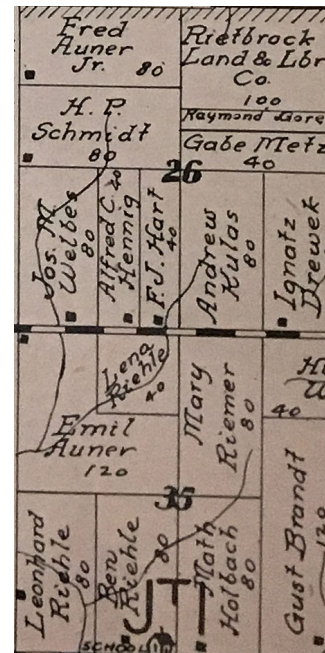 Fred
Auner
Jr. 80
Rietbrock
Land & Lbr
Co.
100
Raymond Gore
H. P.
Schmidt
80
Gabe Metz
40
26
Jos. M.
Welbes
80
Alfred C.
Hennig
40
F. J. Hart
40
Andrew
Kulas
80
Ignatz
Drewek
Lena
Riehle
40
Emil
Auner
120
Mary
Riemer
80
40
35
Leonhard
Riehle
80
Ben
Riehle
80
Math
Holbach
80
Gust Brandt
120
SCHOOL